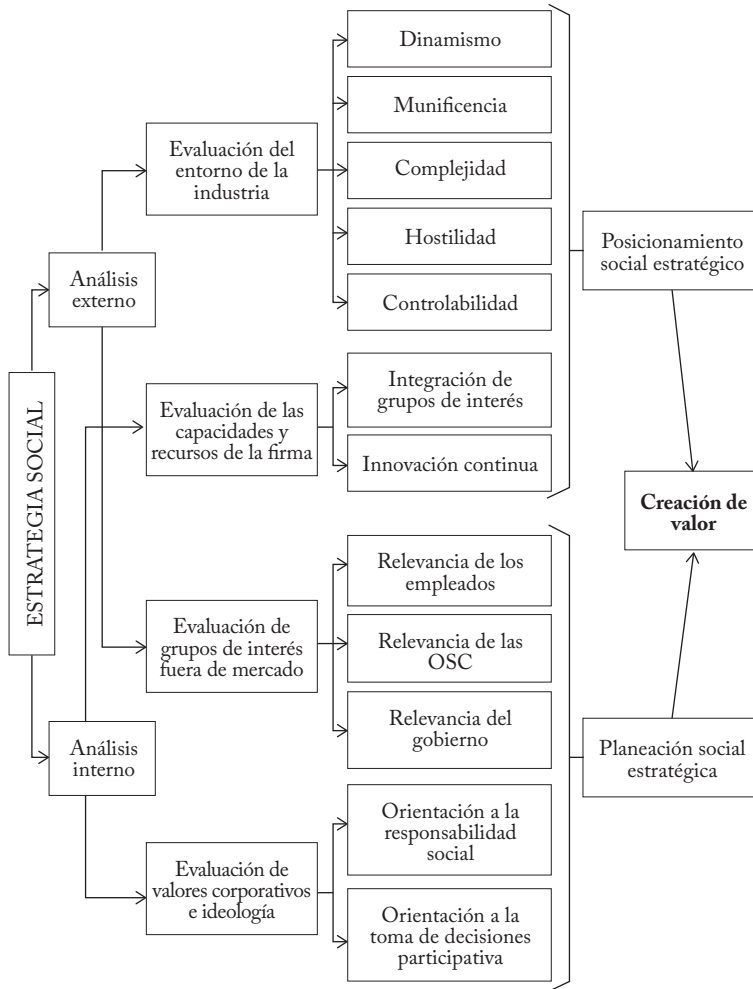 ESTRATEGIA SOCIAL
Análisis
externo
Análisis
interno
Evaluación del
entorno de la
industria
Evaluación de las
capacidades y
recursos de la firma
Evaluación de
grupos de interés
fuera de mercado
Evaluación de
valores corporativos
e ideología
Dinamismo
Munificencia
Complejidad
Hostilidad
Controlabilidad
Integración de
grupos de interés
Innovación continua
Relevancia de los
empleados
Relevancia de las
OSC
Relevancia del
gobierno
Orientación a la
responsabilidad
social
Orientación a la
toma de decisiones
participativa
Posicionamiento
social estratégico
Planeación social
estratégica
Creación de
valor